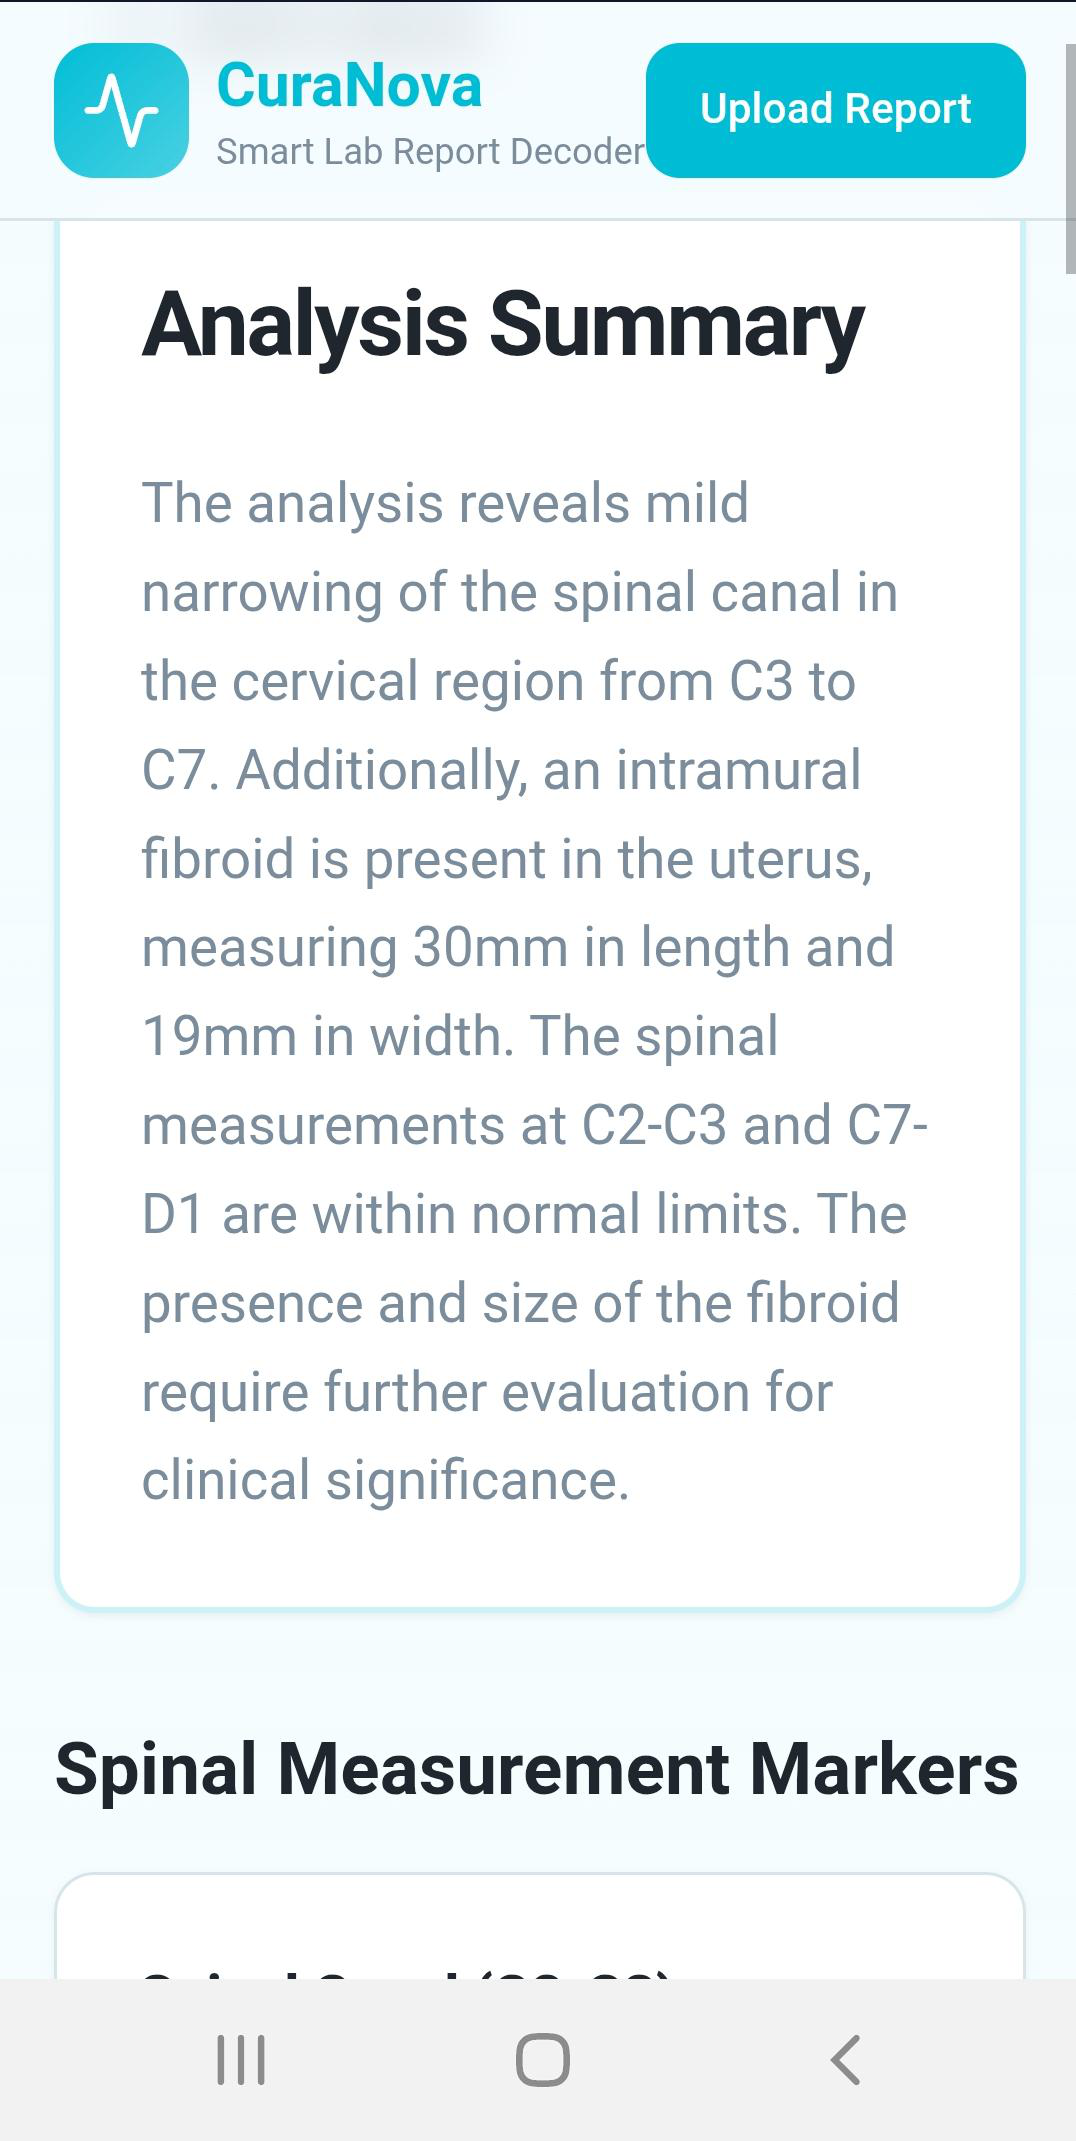 CuraNova
Smart Lab Report Decoder
Upload Report
Analysis Summary
The analysis reveals mild
narrowing of the spinal canal in
the cervical region from C3 to
C7. Additionally, an intramural
fibroid is present in the uterus,
measuring 30mm in length and
19mm in width. The spinal
measurements at C2-C3 and C7-
D1 are within normal limits. The
presence and size of the fibroid
require further evaluation for
clinical significance.
Spinal Measurement Markers